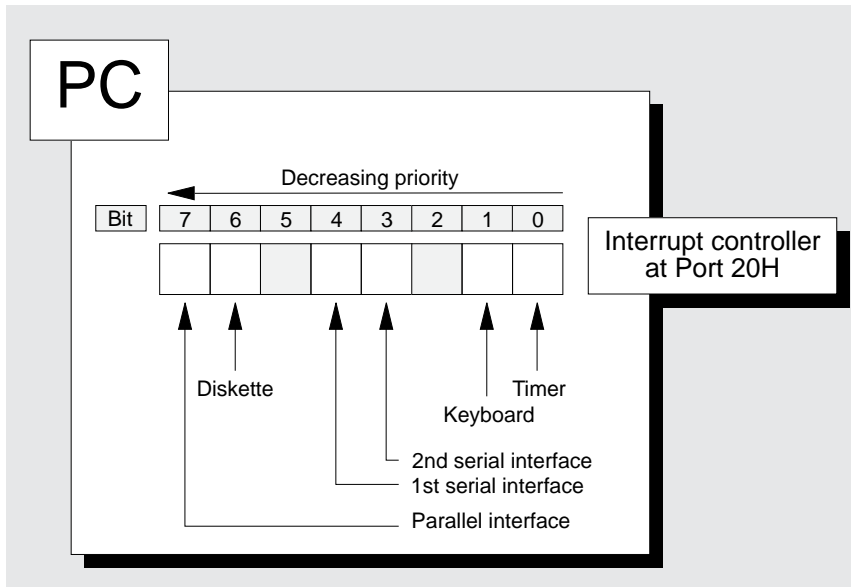 PC
Decreasing priority
Bit 7 6 5 4 3 2 1 0
Interrupt controller
at Port 20H
Diskette
Timer
Keyboard
2nd serial interface
1st serial interface
Parallel interface